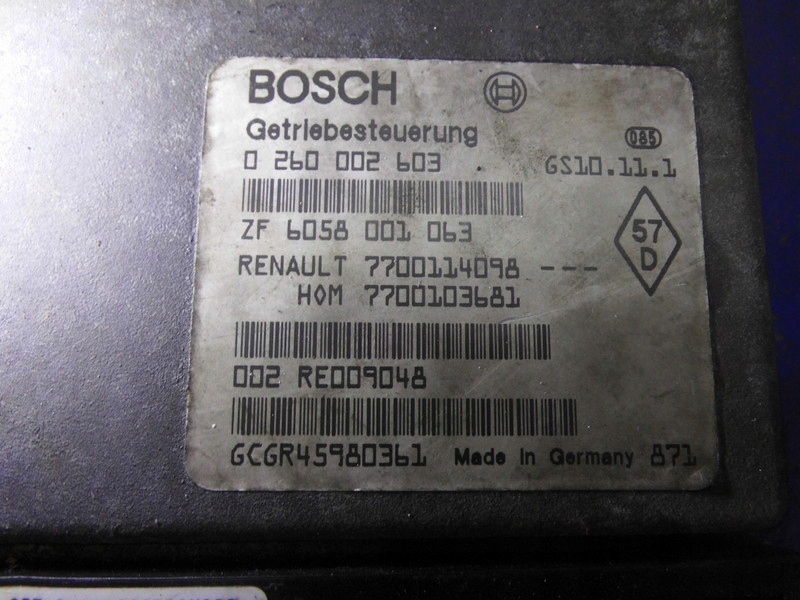 BOSCH
Getriebesteuerung
085
0 260 002 603
GS10.11.1
ZF 6058 001 063
57
D
RENAULT 7700114098 ---
HOM 7700103681
002 RE009048
GCGR45980361 Made in Germany 871